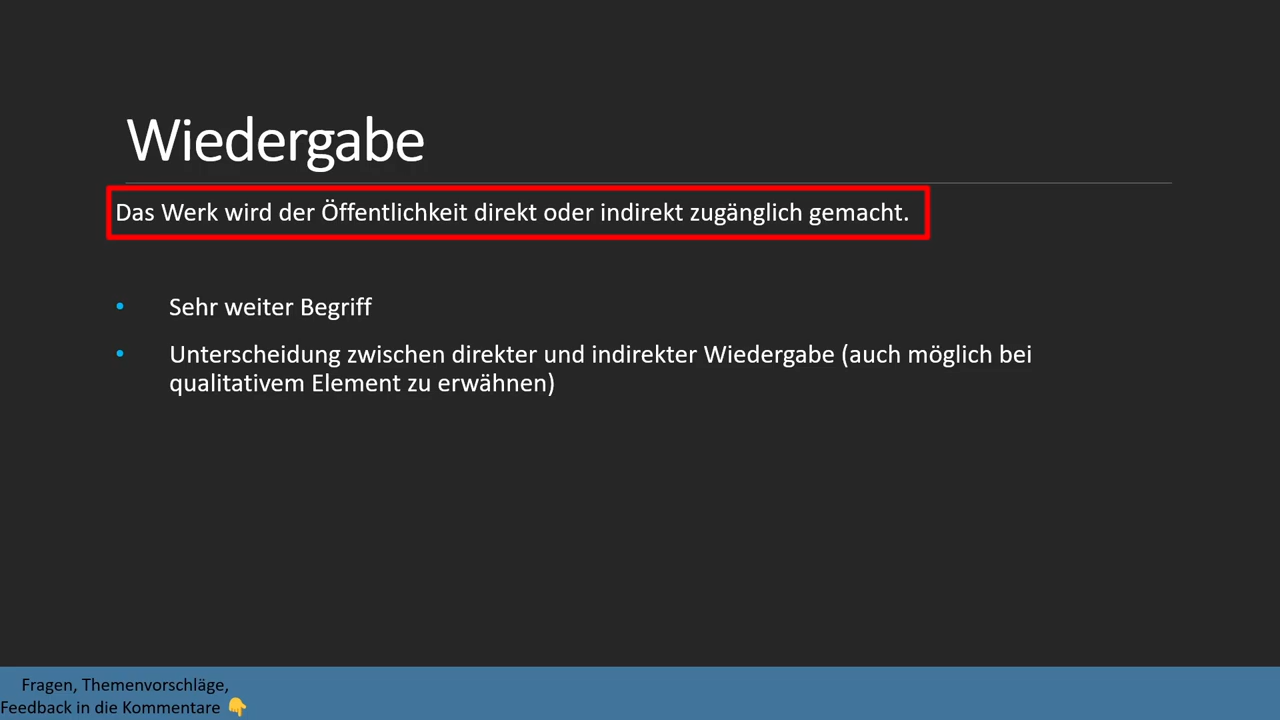 Wiedergabe
Das Werk wird der Öffentlichkeit direkt oder indirekt zugänglich gemacht.
• Sehr weiter Begriff
• Unterscheidung zwischen direkter und indirekter Wiedergabe (auch möglich bei
qualitativem Element zu erwähnen)
Fragen, Themenvorschläge,
Feedback in die Kommentare 👇